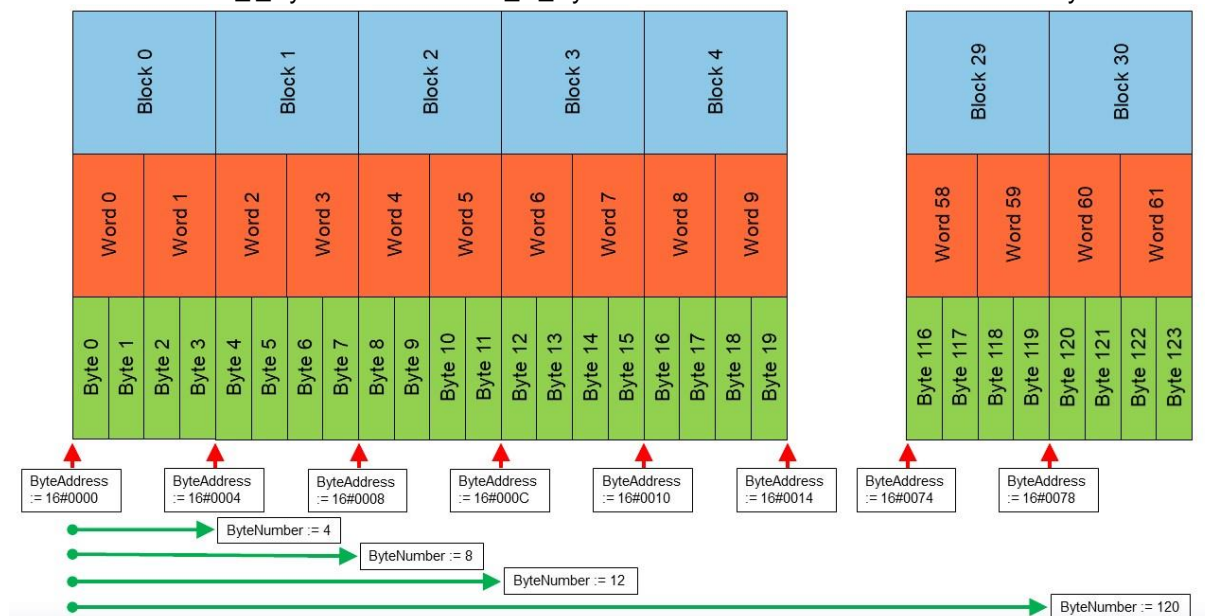 Block 0
Block 1
Block 2
Block 3
Block 4
Block 29
Block 30
Word 0
Word 1
Word 2
Word 3
Word 4
Word 5
Word 6
Word 7
Word 8
Word 9
Word 58
Word 59
Word 60
Word 61
Byte 0
Byte 1
Byte 2
Byte 3
Byte 4
Byte 5
Byte 6
Byte 7
Byte 8
Byte 9
Byte 10
Byte 11
Byte 12
Byte 13
Byte 14
Byte 15
Byte 16
Byte 17
Byte 18
Byte 19
Byte 116
Byte 117
Byte 118
Byte 119
Byte 120
Byte 121
Byte 122
Byte 123
ByteAddress
:= 16#0000
ByteAddress
:= 16#0004
ByteAddress
:= 16#0008
ByteAddress
:= 16#000C
ByteAddress
:= 16#0010
ByteAddress
:= 16#0014
ByteAddress
:= 16#0074
ByteAddress
:= 16#0078
ByteNumber := 4
ByteNumber := 8
ByteNumber := 12
ByteNumber := 120